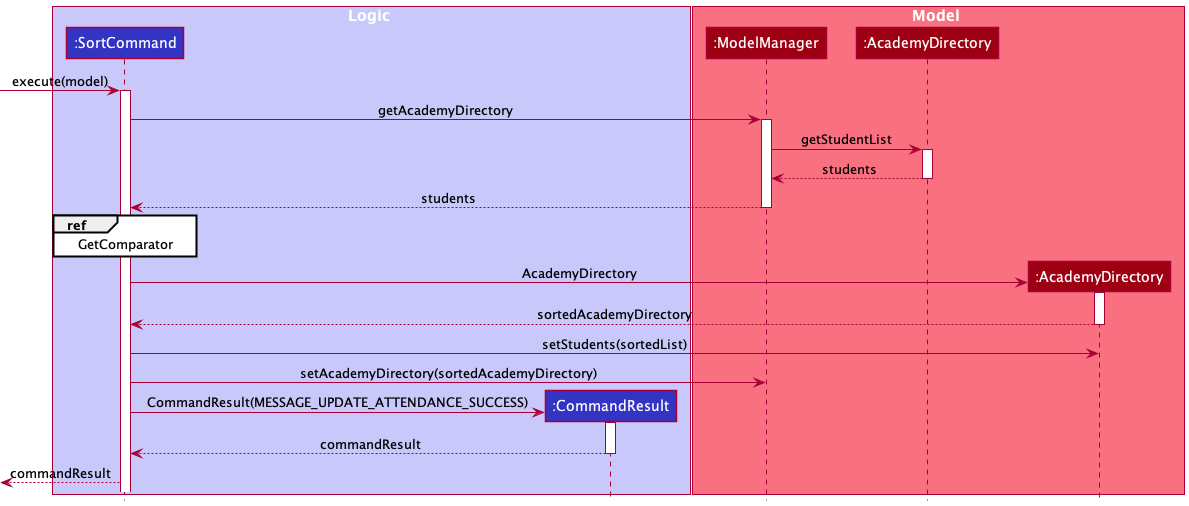 Logic
Model
:SortCommand
:ModelManager
:AcademyDirectory
execute(model)
getAcademyDirectory
getStudentList
students
students
ref
GetComparator
AcademyDirectory
:AcademyDirectory
sortedAcademyDirectory
setStudents(sortedList)
setAcademyDirectory(sortedAcademyDirectory)
CommandResult(MESSAGE_UPDATE_ATTENDANCE_SUCCESS)
:CommandResult
commandResult
commandResult